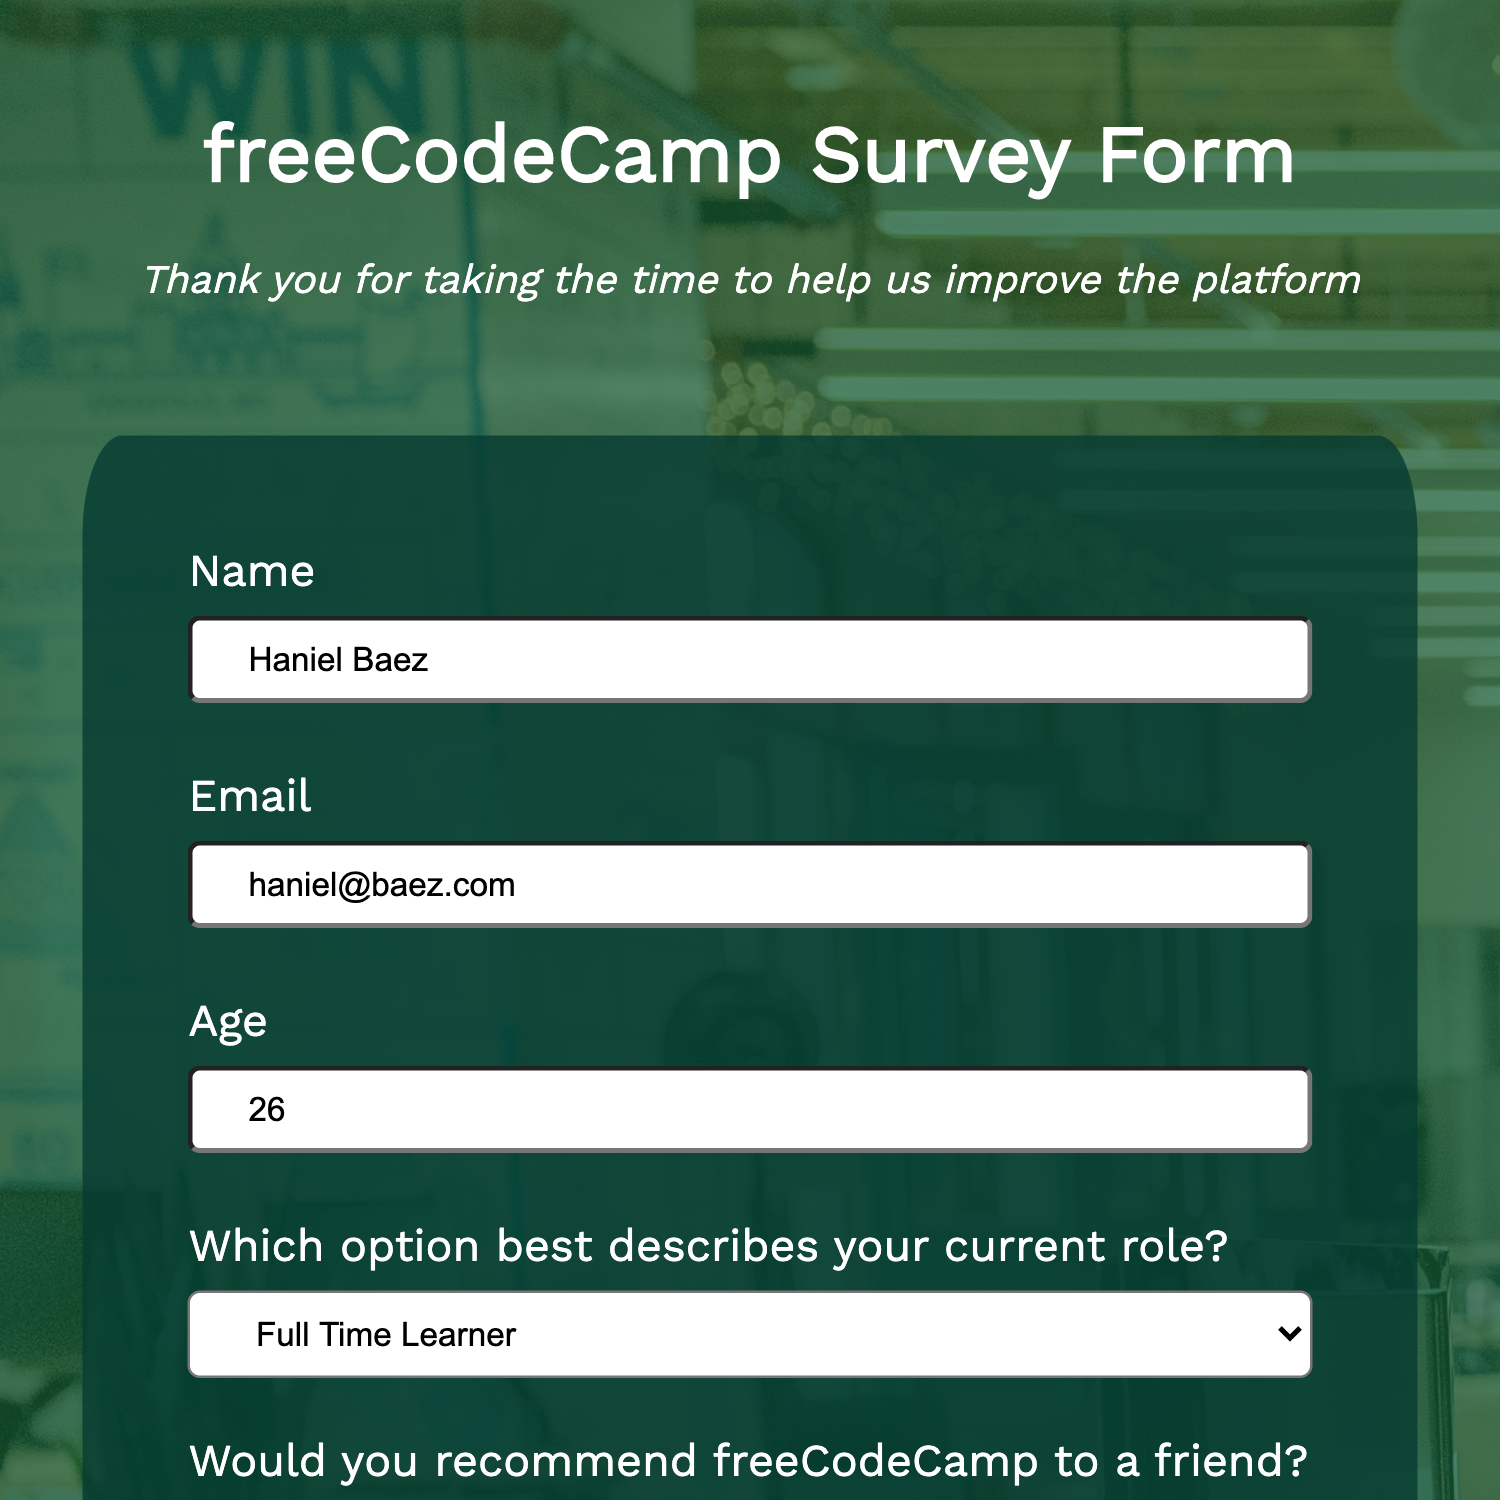 WIN
freeCodeCamp Survey Form
Thank you for taking the time to help us improve the platform
Name
Haniel Baez
Email
haniel@baez.com
Age
26
Which option best describes your current role?
Full Time Learner
Would you recommend freeCodeCamp to a friend?